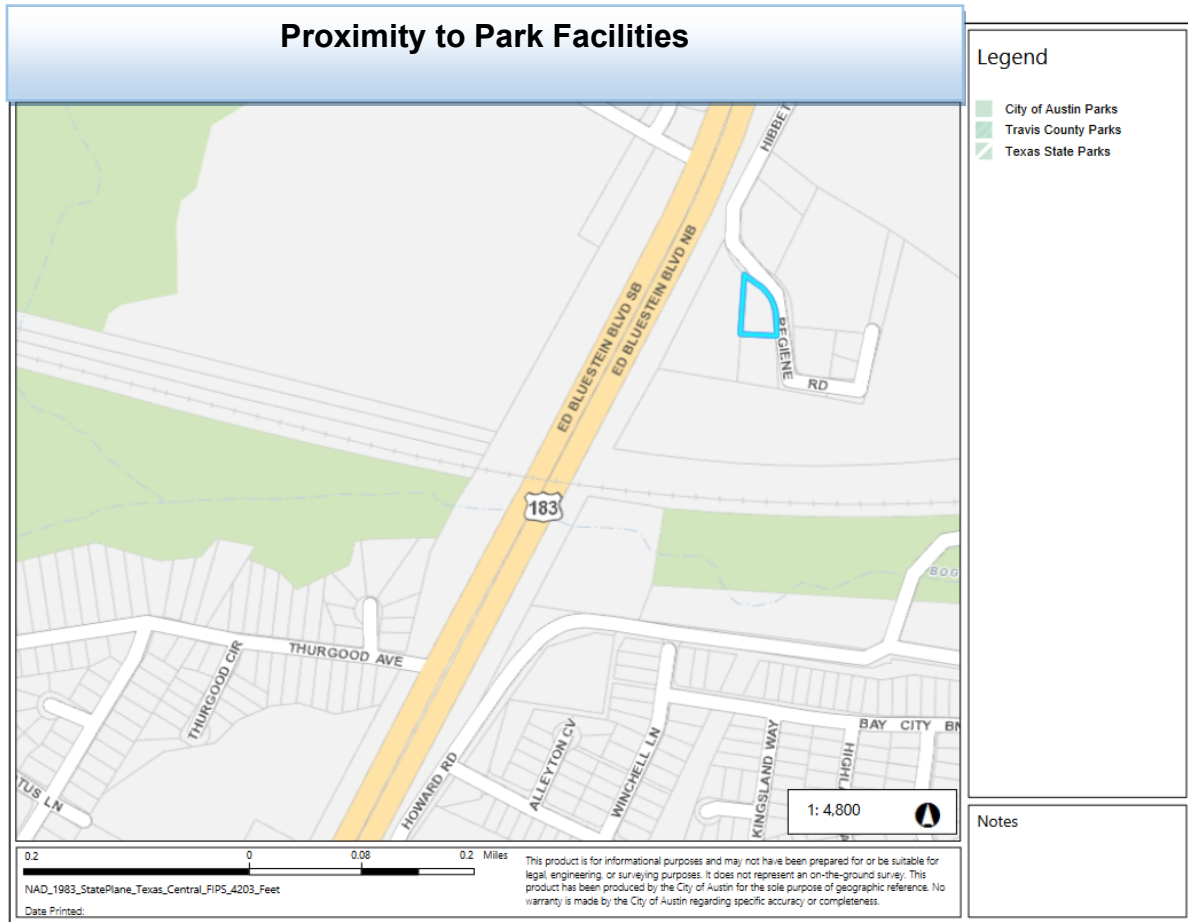 Proximity to Park Facilities
Legend
City of Austin Parks
Travis County Parks
Texas State Parks
HIBBET
ED BLUESTEIN BLVD SB
ED BLUESTEIN BLVD NB
REGIENE
RD
183
BOG
THURGOOD AVE
THURGOOD CIR
BAY CITY BN
ALLEYTON CV
WINCHELL LN
KINGSLAND WAY
HIGHL
HOWARD RD
TUS LN
1: 4,800
Notes
0.2 0 0.08 0.2 Miles
NAD_1983_StatePlane_Texas_Central_FIPS_4203_Feet
Date Printed:
This product is for informational purposes and may not have been prepared for or be suitable for
legal, engineering, or surveying purposes. It does not represent an on-the-ground survey. This
product has been produced by the City of Austin for the sole purpose of geographic reference. No
warranty is made by the City of Austin regarding specific accuracy or completeness.